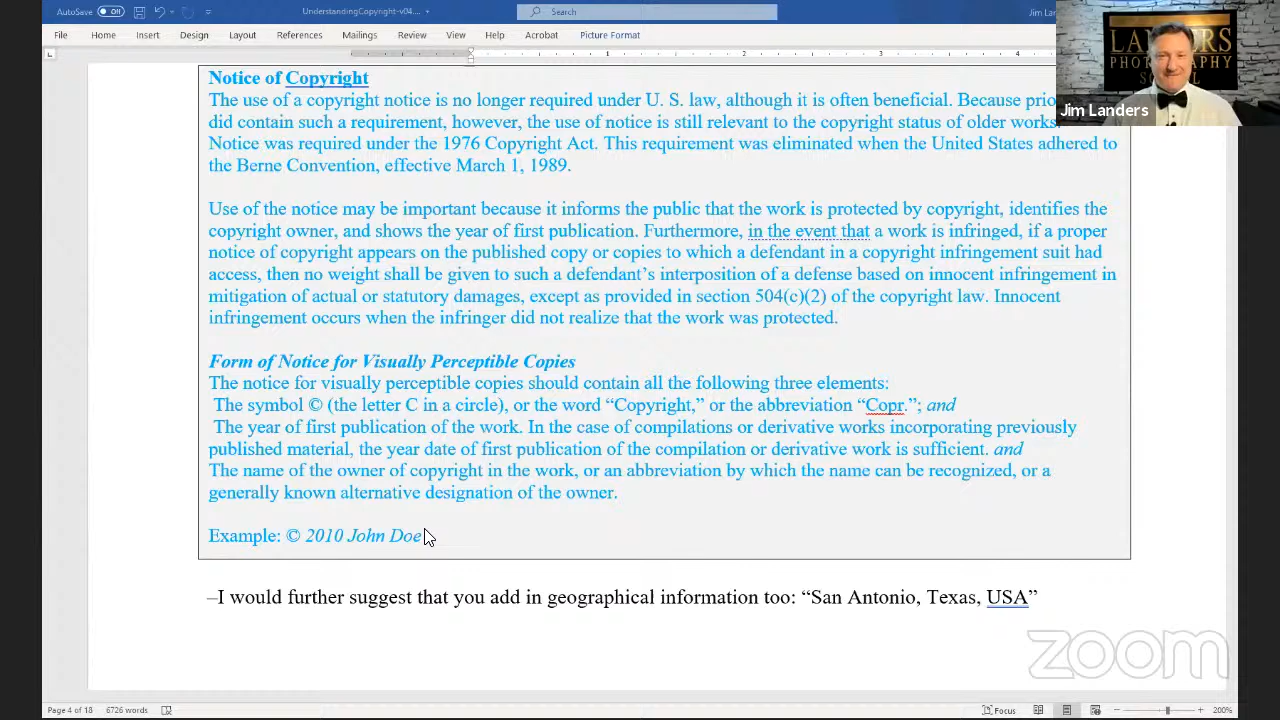 AutoSave Off UnderstandingCopyright-v04.... Search Jim Lan
File Home Insert Design Layout References Mailings Review View Help Acrobat Picture Format
1 2 3 4
LANDERS
PHOTOGRAPHY
Jim Landers
Notice of Copyright
The use of a copyright notice is no longer required under U. S. law, although it is often beneficial. Because prio
did contain such a requirement, however, the use of notice is still relevant to the copyright status of older works.
Notice was required under the 1976 Copyright Act. This requirement was eliminated when the United States adhered to
the Berne Convention, effective March 1, 1989.
Use of the notice may be important because it informs the public that the work is protected by copyright, identifies the
copyright owner, and shows the year of first publication. Furthermore, in the event that a work is infringed, if a proper
notice of copyright appears on the published copy or copies to which a defendant in a copyright infringement suit had
access, then no weight shall be given to such a defendant’s interposition of a defense based on innocent infringement in
mitigation of actual or statutory damages, except as provided in section 504(c)(2) of the copyright law. Innocent
infringement occurs when the infringer did not realize that the work was protected.
Form of Notice for Visually Perceptible Copies
The notice for visually perceptible copies should contain all the following three elements:
The symbol © (the letter C in a circle), or the word “Copyright,” or the abbreviation “Copr.”; and
The year of first publication of the work. In the case of compilations or derivative works incorporating previously
published material, the year date of first publication of the compilation or derivative work is sufficient. and
The name of the owner of copyright in the work, or an abbreviation by which the name can be recognized, or a
generally known alternative designation of the owner.
Example: © 2010 John Doe
–I would further suggest that you add in geographical information too: “San Antonio, Texas, USA”
zoom
Page 4 of 18 6726 words Focus 200%